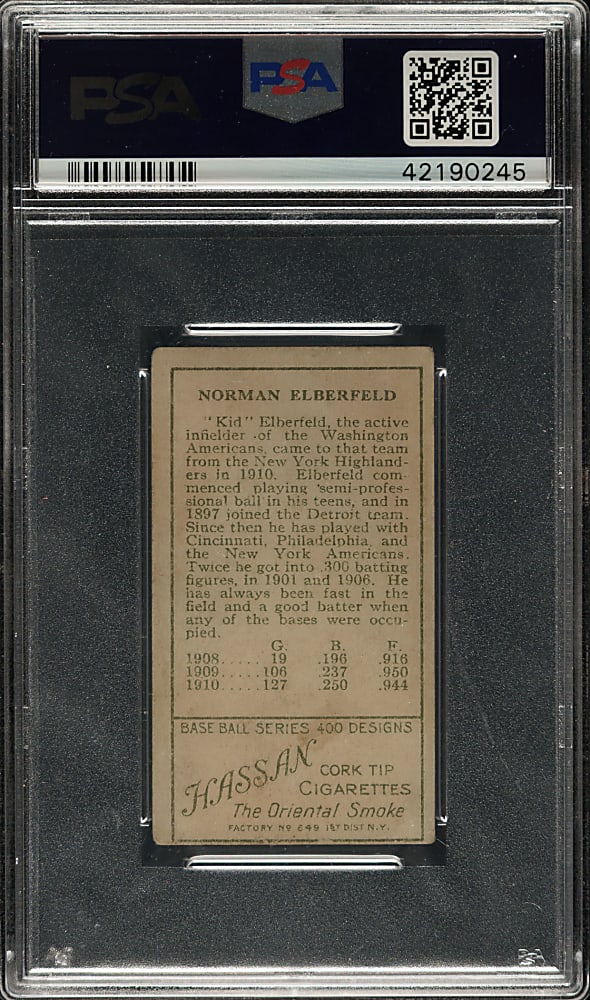 PSA PSA
42190245
NORMAN ELBERFELD
"Kid" Elberfeld, the active
infielder of the Washington
Americans, came to that team
from the New York Highland-
ers in 1910. Elberfeld com-
menced playing semi-profes-
sional ball in his teens, and in
1897 joined the Detroit team.
Since then he has played with
Cincinnati, Philadelphia, and
the New York Americans.
Twice he got into .300 batting
figures, in 1901 and 1906. He
has always been fast in the
field and a good batter when
any of the bases were occu-
pied.
G. B. F.
1908..... 19 .196 .916
1909.....106 .237 .950
1910.....127 .250 .944
BASE BALL SERIES 400 DESIGNS
HASSAN
CORK TIP
CIGARETTES
The Oriental Smoke
FACTORY Nº 649 1ST DIST N.Y.